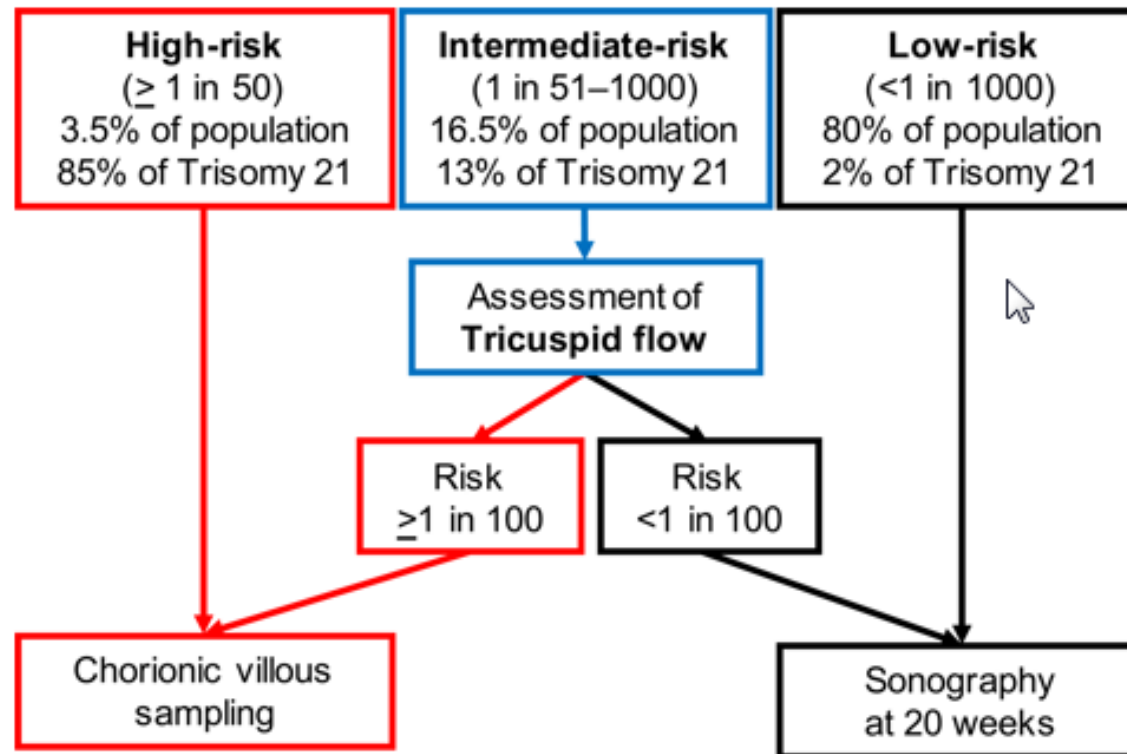 High-risk
(≥ 1 in 50)
3.5% of population
85% of Trisomy 21
Intermediate-risk
(1 in 51–1000)
16.5% of population
13% of Trisomy 21
Low-risk
(<1 in 1000)
80% of population
2% of Trisomy 21
Assessment of
Tricuspid flow
Risk
≥1 in 100
Risk
<1 in 100
Chorionic villous
sampling
Sonography
at 20 weeks